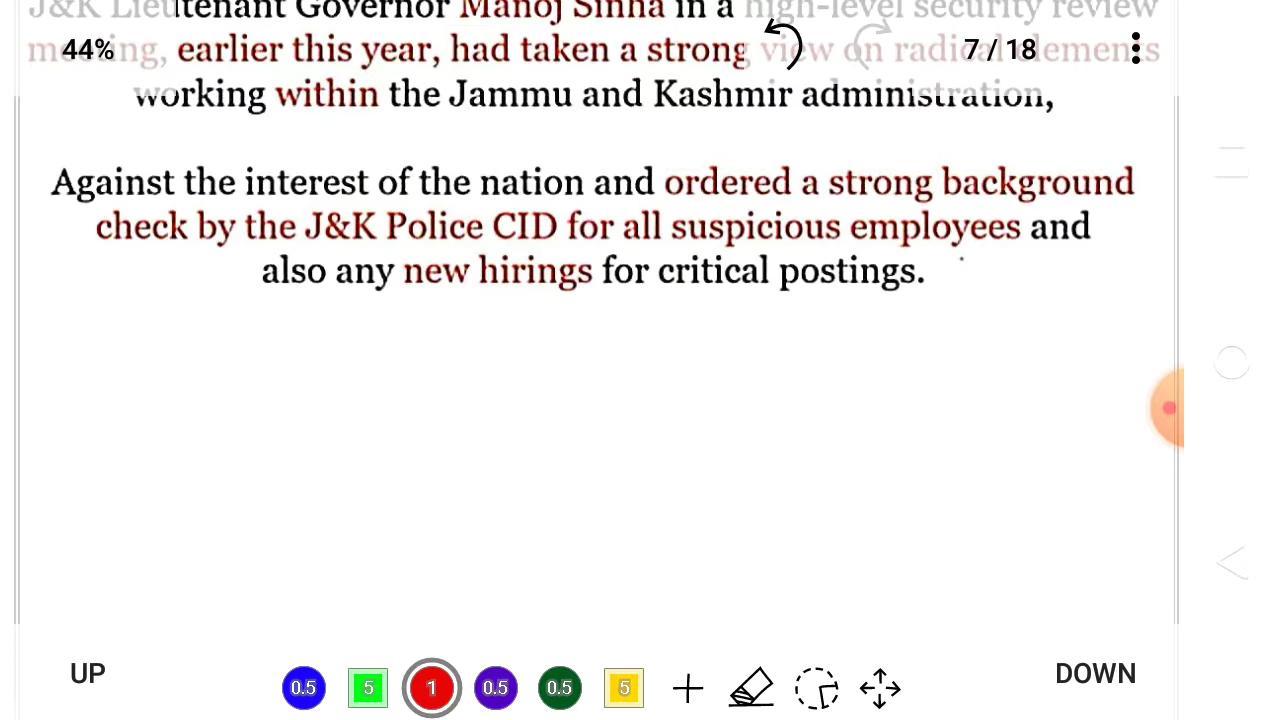 J&K Lieutenant Governor Manoj Sinha in a high-level security review
meeting, earlier this year, had taken a strong view on radical elements
working within the Jammu and Kashmir administration,
44%
7 / 18
Against the interest of the nation and ordered a strong background
check by the J&K Police CID for all suspicious employees and
also any new hirings for critical postings.
UP
0.5 5 1 0.5 0.5 5
DOWN